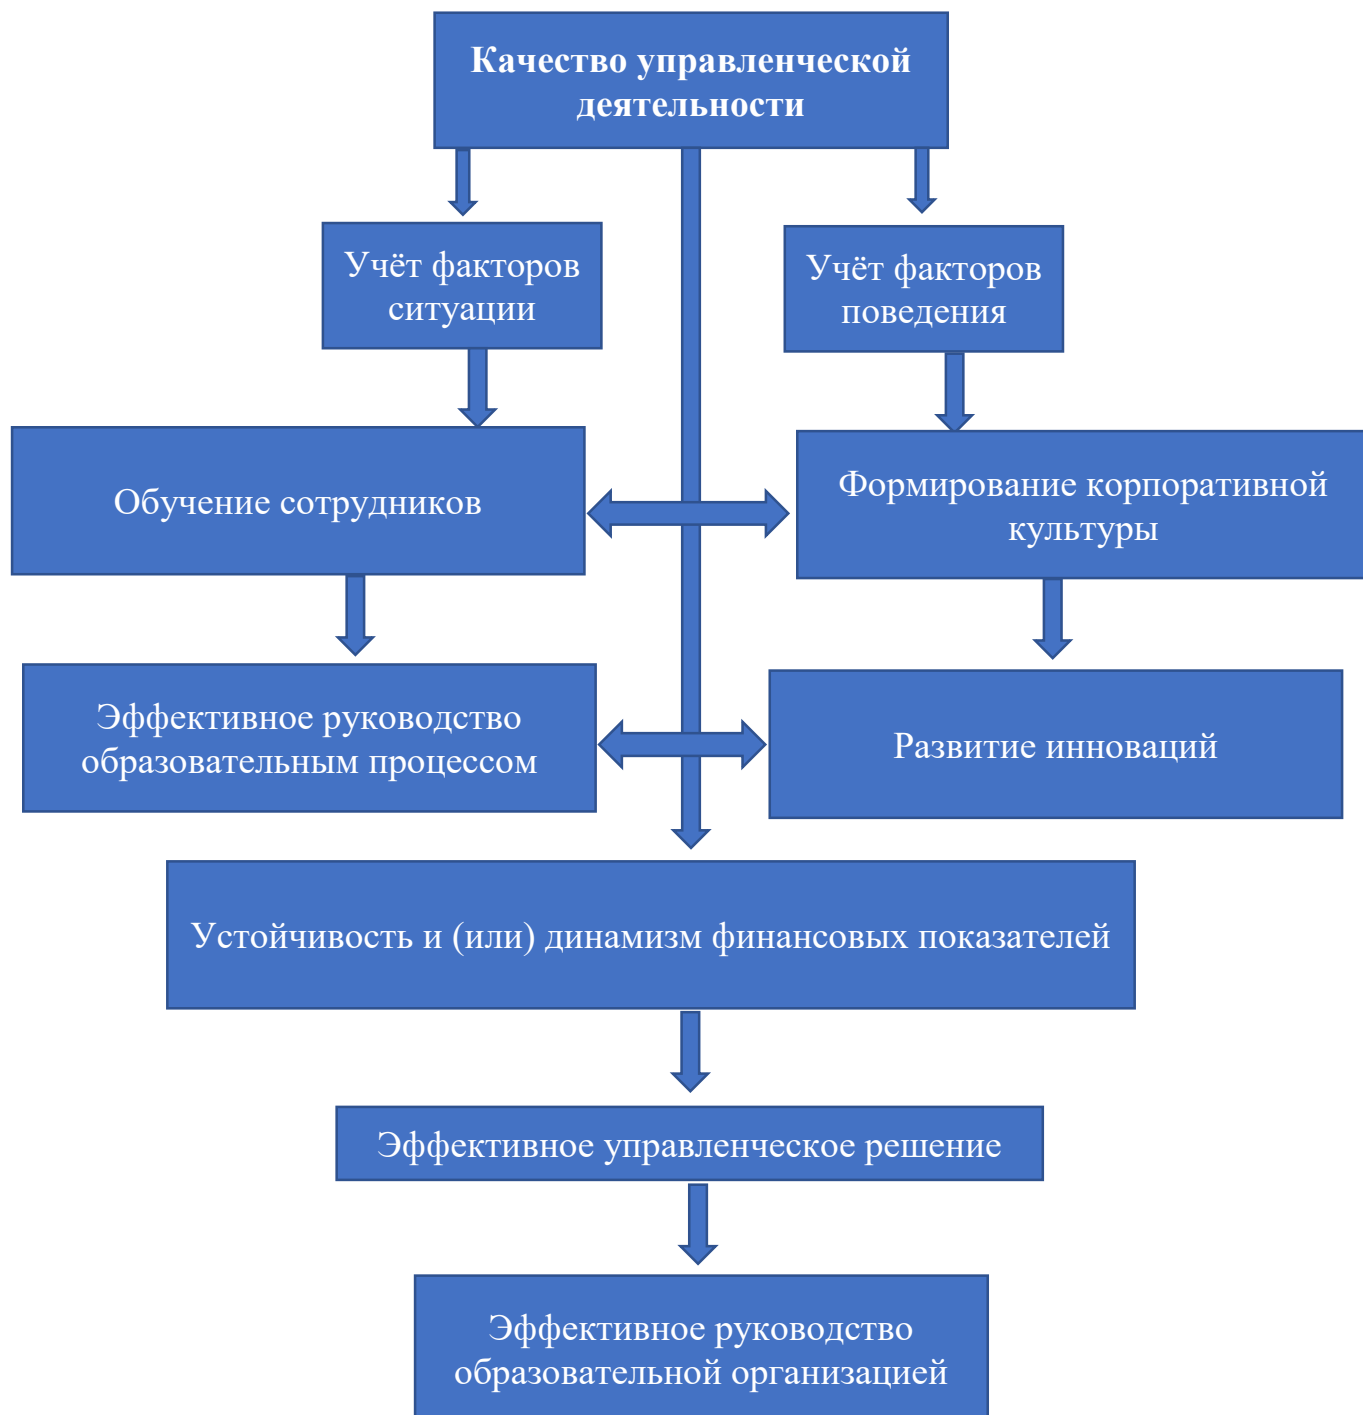 Качество управленческой
деятельности
Учёт факторов
ситуации
Учёт факторов
поведения
Обучение сотрудников
Формирование корпоративной
культуры
Эффективное руководство
образовательным процессом
Развитие инноваций
Устойчивость и (или) динамизм финансовых показателей
Эффективное управленческое решение
Эффективное руководство
образовательной организацией